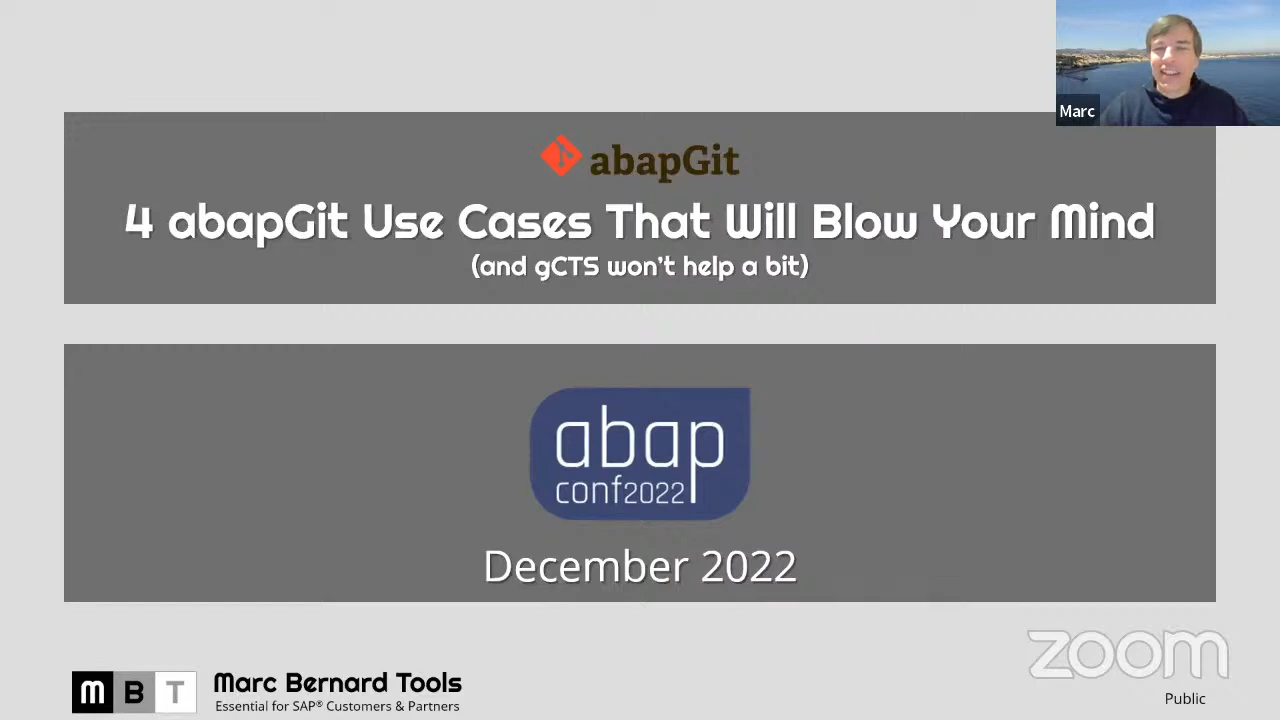 Marc
abapGit
4 abapGit Use Cases That Will Blow Your Mind
(and gCTS won't help a bit)
abap
conf2022
December 2022
zoom
M B T
Marc Bernard Tools
Essential for SAP® Customers & Partners
Public